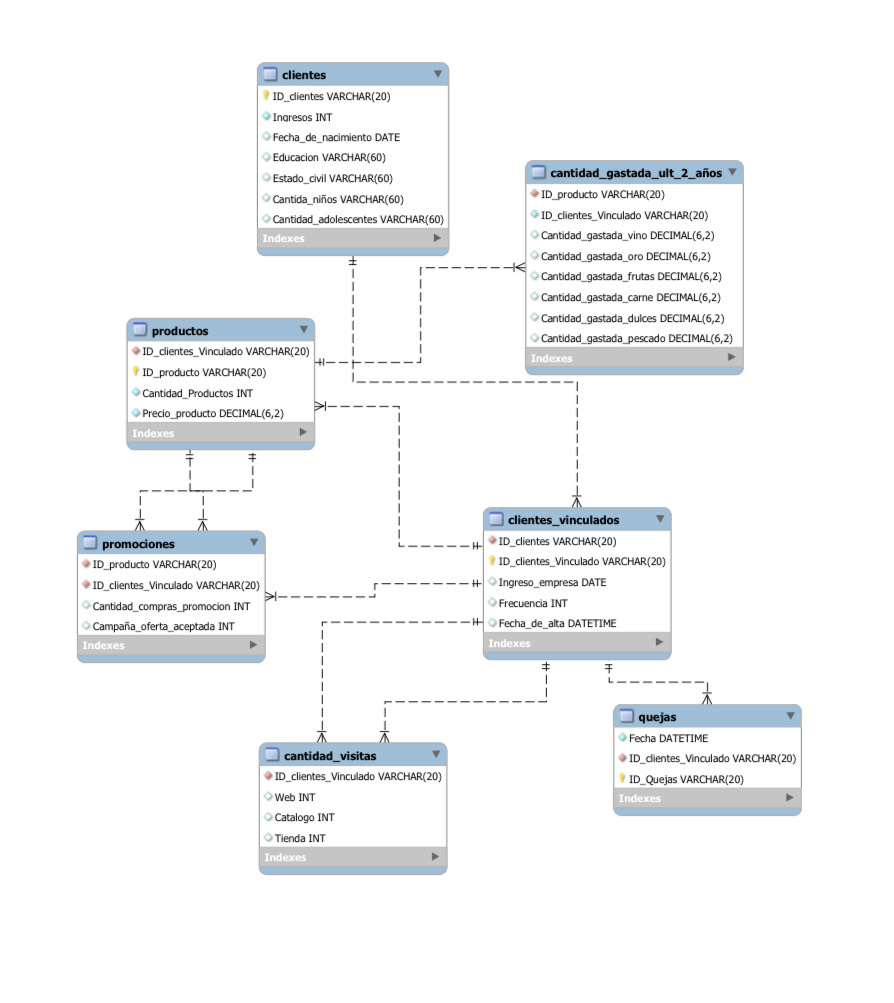 clientes
ID_clientes VARCHAR(20)
Ingresos INT
Fecha_de_nacimiento DATE
Educacion VARCHAR(60)
Estado_civil VARCHAR(60)
Cantida_niños VARCHAR(60)
Cantidad_adolescentes VARCHAR(60)
Indexes
cantidad_gastada_ult_2_años
ID_producto VARCHAR(20)
ID_clientes_Vinculado VARCHAR(20)
Cantidad_gastada_vino DECIMAL(6,2)
Cantidad_gastada_oro DECIMAL(6,2)
Cantidad_gastada_frutas DECIMAL(6,2)
Cantidad_gastada_carne DECIMAL(6,2)
Cantidad_gastada_dulces DECIMAL(6,2)
Cantidad_gastada_pescado DECIMAL(6,2)
Indexes
productos
ID_clientes_Vinculado VARCHAR(20)
ID_producto VARCHAR(20)
Cantidad_Productos INT
Precio_producto DECIMAL(6,2)
Indexes
clientes_vinculados
ID_clientes VARCHAR(20)
ID_clientes_Vinculado VARCHAR(20)
Ingreso_empresa DATE
Frecuencia INT
Fecha_de_alta DATETIME
Indexes
promociones
ID_producto VARCHAR(20)
ID_clientes_Vinculado VARCHAR(20)
Cantidad_compras_promocion INT
Campaña_oferta_aceptada INT
Indexes
quejas
Fecha DATETIME
ID_clientes_Vinculado VARCHAR(20)
ID_Quejas VARCHAR(20)
Indexes
cantidad_visitas
ID_clientes_Vinculado VARCHAR(20)
Web INT
Catalogo INT
Tienda INT
Indexes